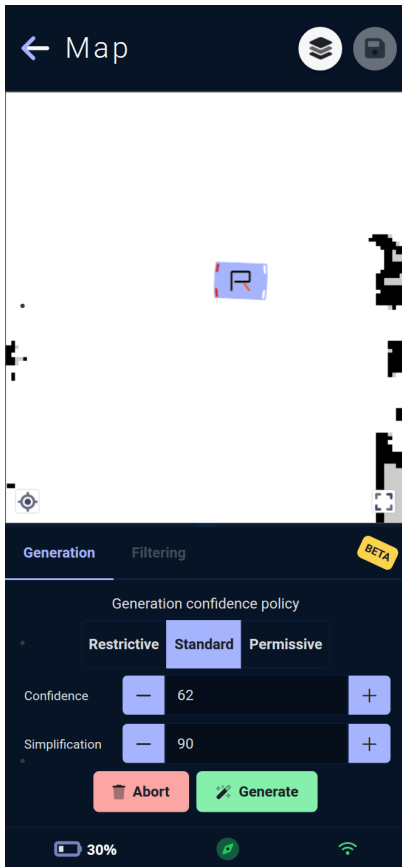 Map
R
Generation Filtering BETA
Generation confidence policy
Restrictive Standard Permissive
Confidence — 62 +
Simplification — 90 +
Abort Generate
30%